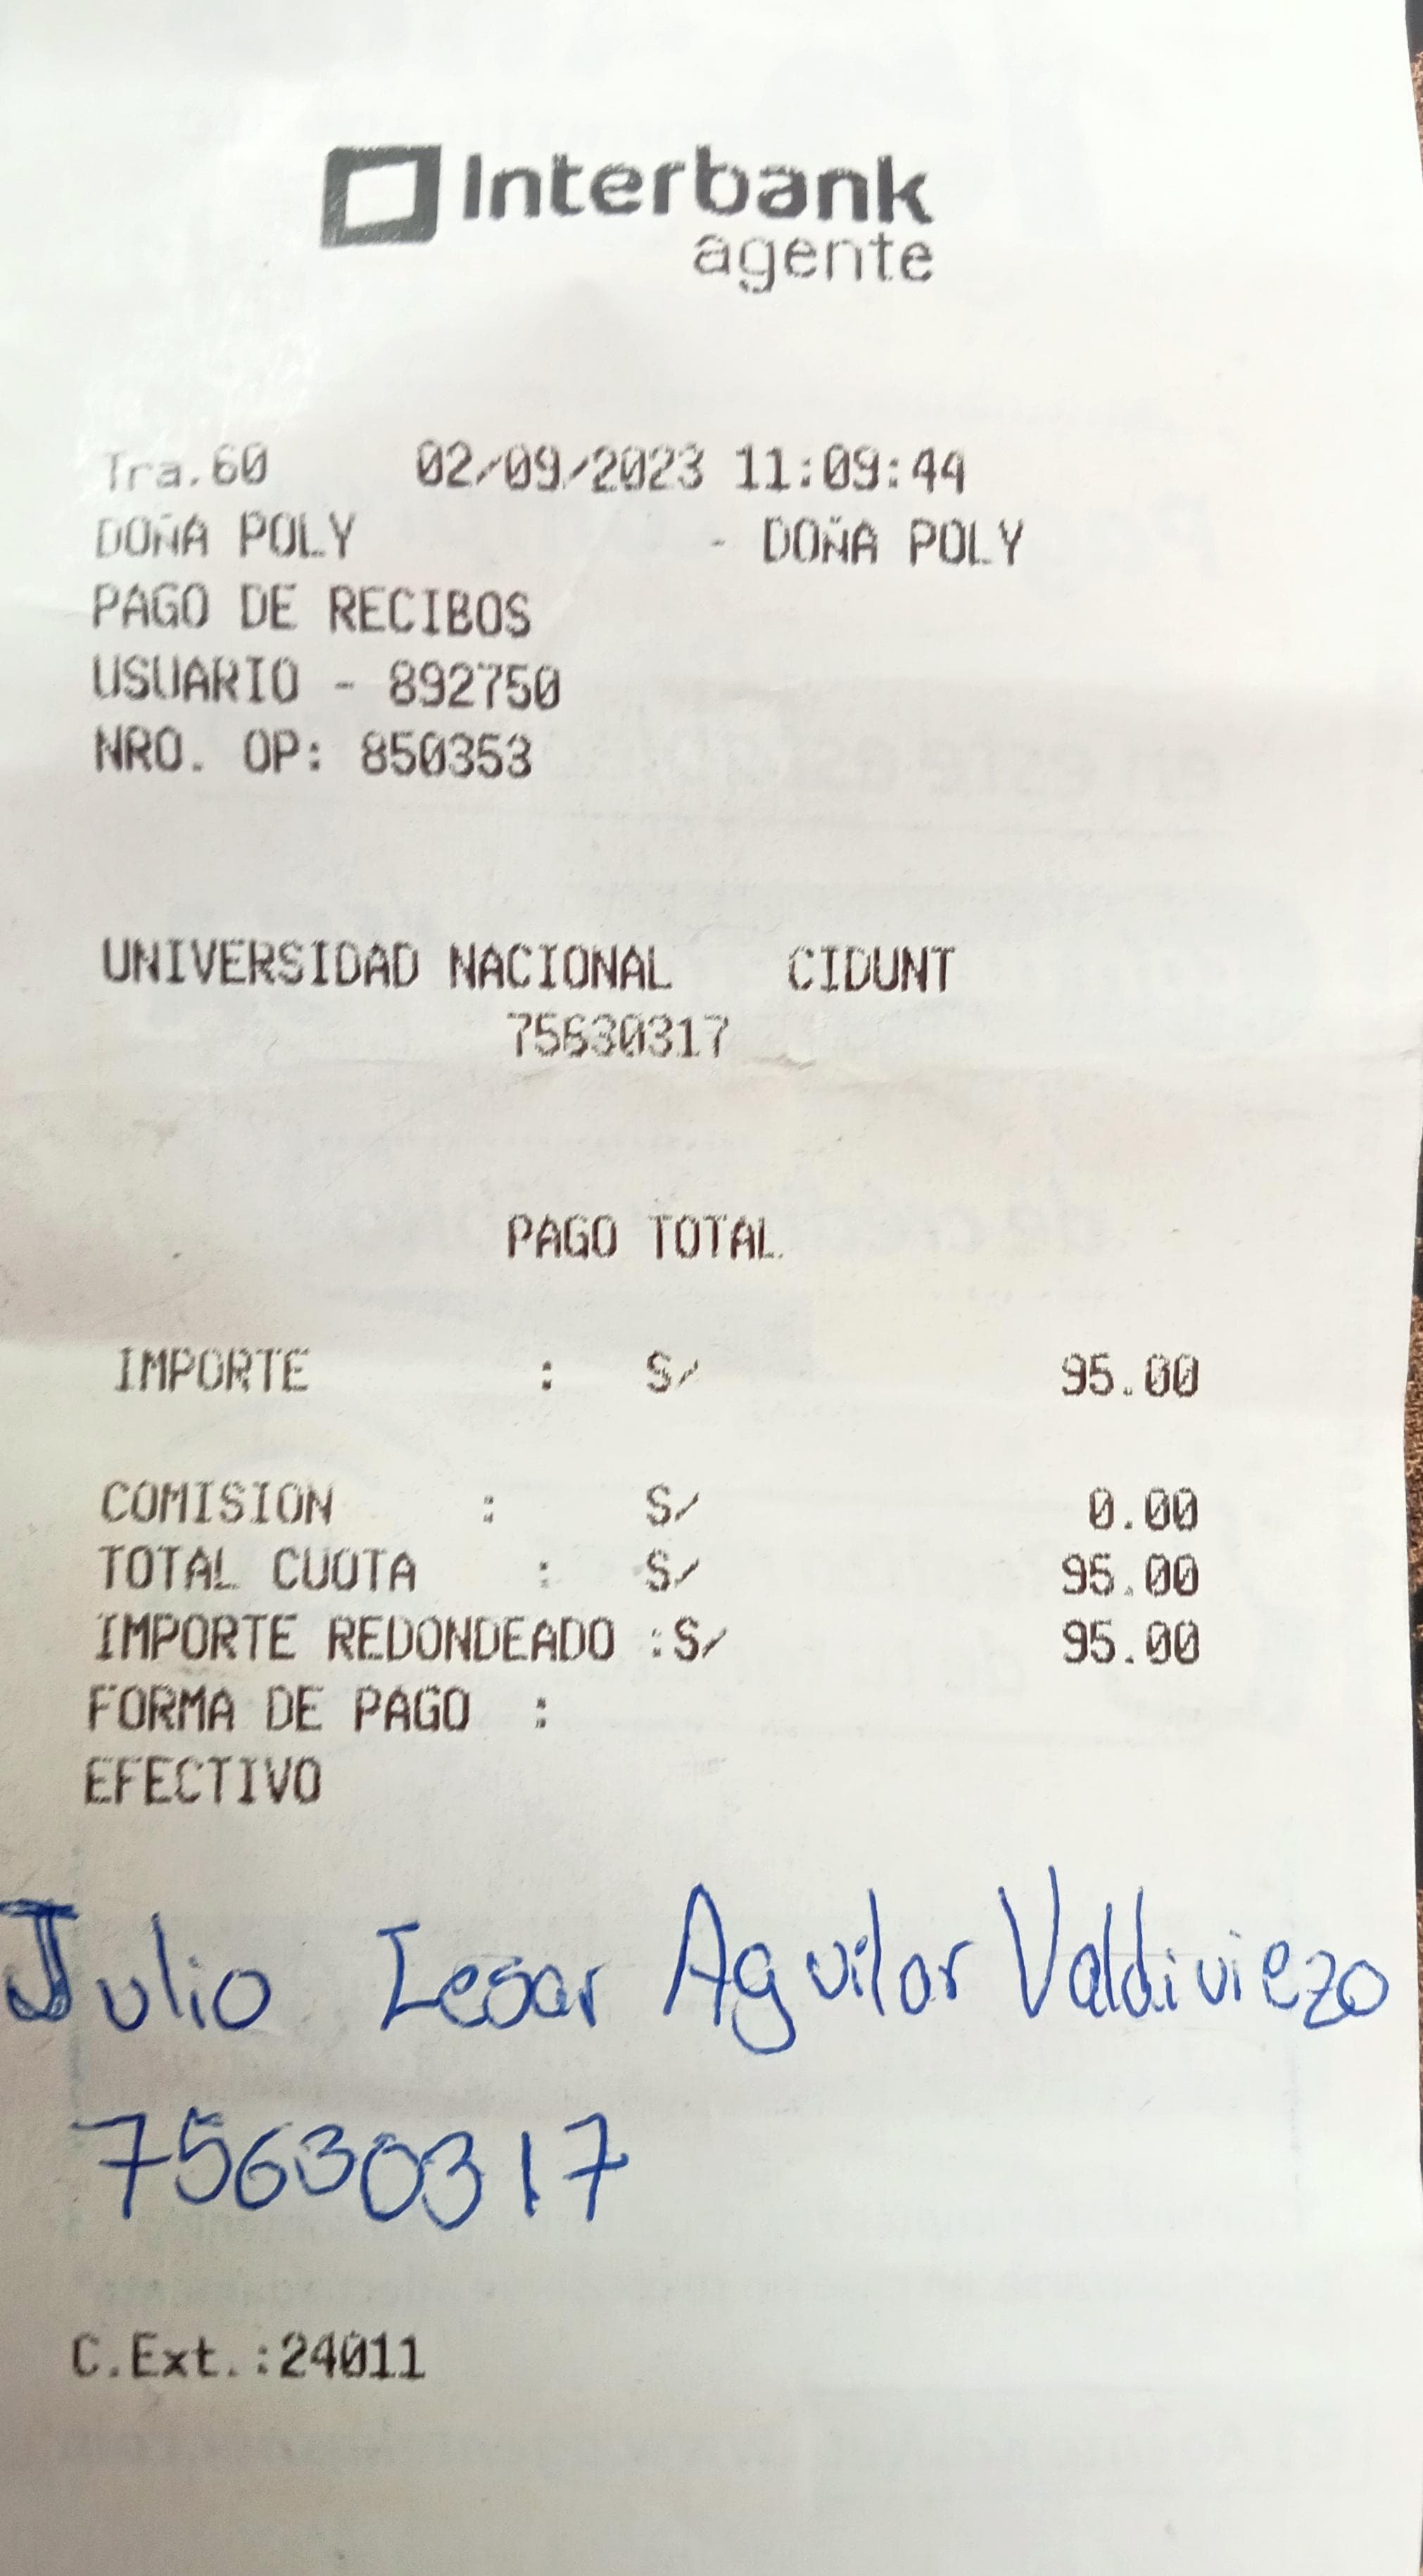 Interbank
agente
Tra.60 02/09/2023 11:09:44
DOÑA POLY - DOÑA POLY
PAGO DE RECIBOS
USUARIO - 892750
NRO. OP: 850353
UNIVERSIDAD NACIONAL CIDUNT
75630317
PAGO TOTAL
IMPORTE : S/ 95.00
COMISION : S/ 0.00
TOTAL CUOTA : S/ 95.00
IMPORTE REDONDEADO :S/ 95.00
FORMA DE PAGO :
EFECTIVO
Julio Cesar Aguilar Valdiviezo
75630317
C.Ext.:24011